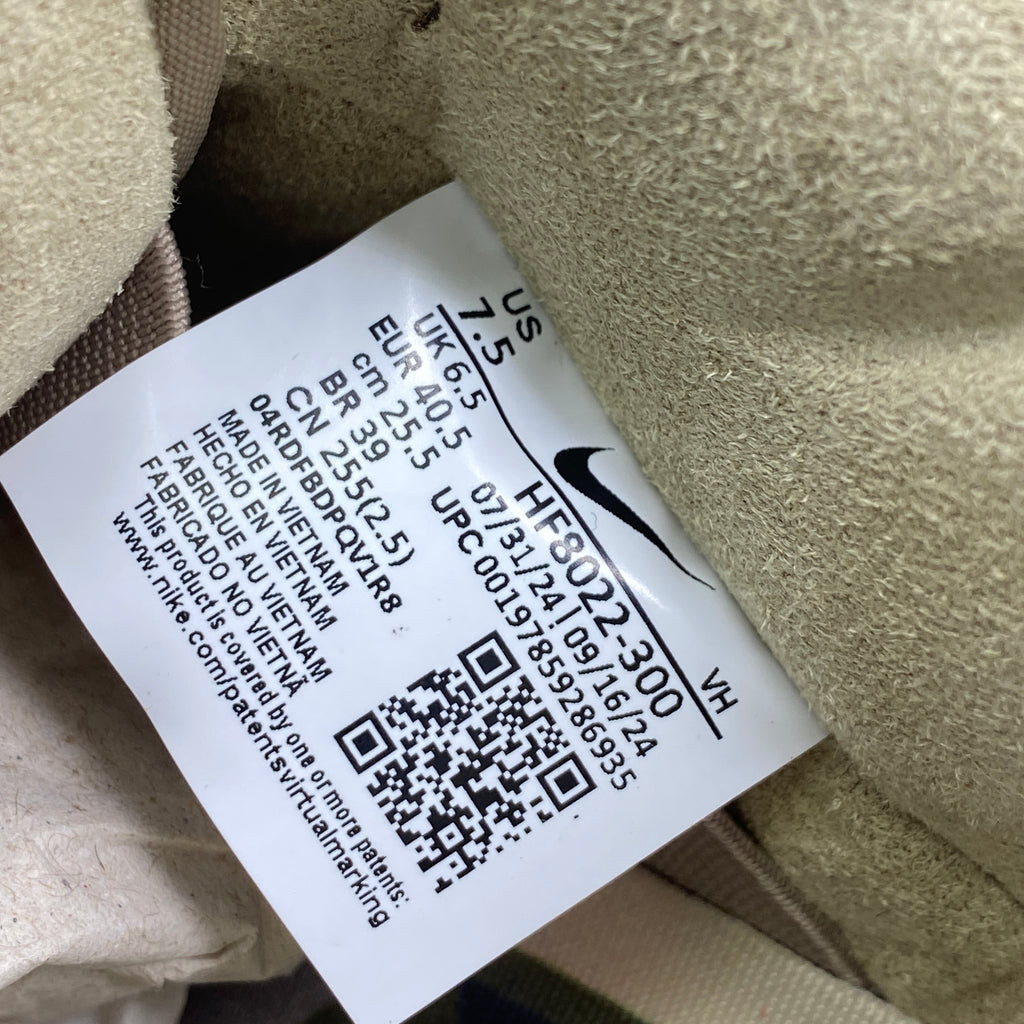 US
7.5
UK 6.5
EUR 40.5
cm 25.5
BR 39
CN 255(2.5)
04RDFBDPQV1R8
MADE IN VIETNAM
HECHO EN VIETNAM
FABRIQUE AU VIETNAM
FABRICADO NO VIETNÃ
This product is covered by one or more patents:
www.nike.com/patentsvirtualmarking
VH
HF8022-300
07/31/24 | 09/16/24
UPC 00197859286935